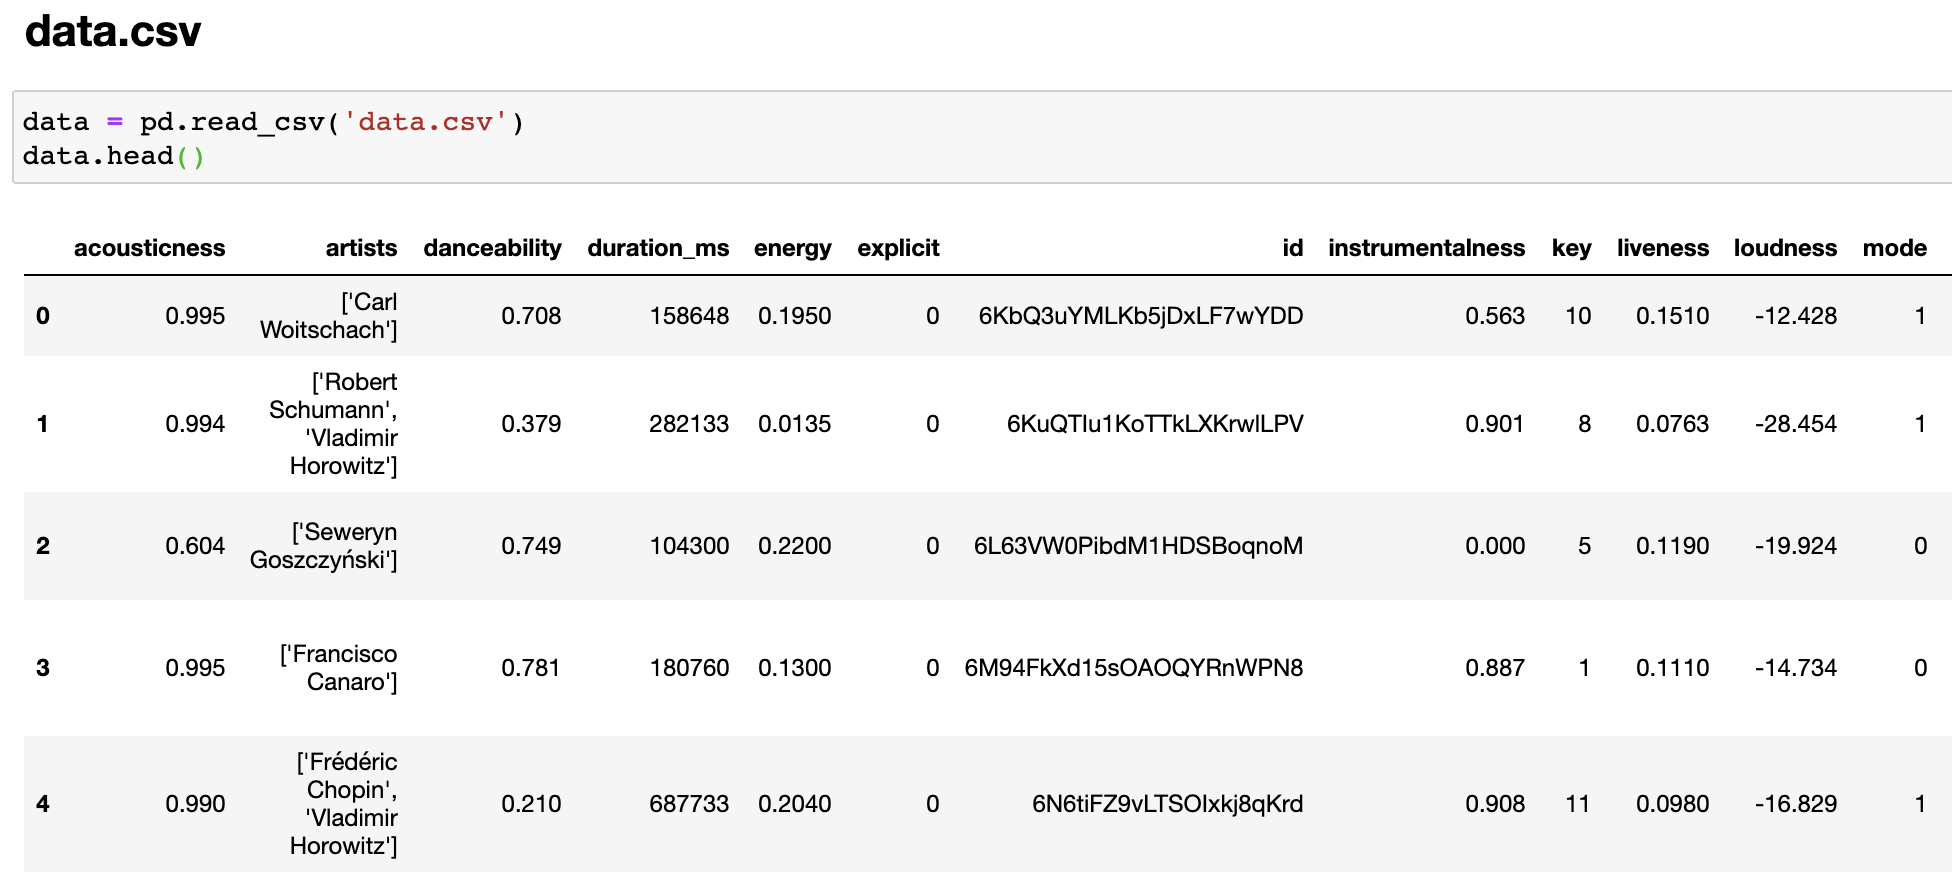 data.csv
data = pd.read_csv('data.csv')
data.head()
acousticness artists danceability duration_ms energy explicit id instrumentalness key liveness loudness mode
0 0.995 ['Carl Woitschach'] 0.708 158648 0.1950 0 6KbQ3uYMLKb5jDxLF7wYDD 0.563 10 0.1510 -12.428 1
1 0.994 ['Robert Schumann', 'Vladimir Horowitz'] 0.379 282133 0.0135 0 6KuQTIu1KoTTkLXKrwlLPV 0.901 8 0.0763 -28.454 1
2 0.604 ['Seweryn Goszczyński'] 0.749 104300 0.2200 0 6L63VW0PibdM1HDSBoqnoM 0.000 5 0.1190 -19.924 0
3 0.995 ['Francisco Canaro'] 0.781 180760 0.1300 0 6M94FkXd15sOAOQYRnWPN8 0.887 1 0.1110 -14.734 0
4 0.990 ['Frédéric Chopin', 'Vladimir Horowitz'] 0.210 687733 0.2040 0 6N6tiFZ9vLTSOIxkj8qKrd 0.908 11 0.0980 -16.829 1